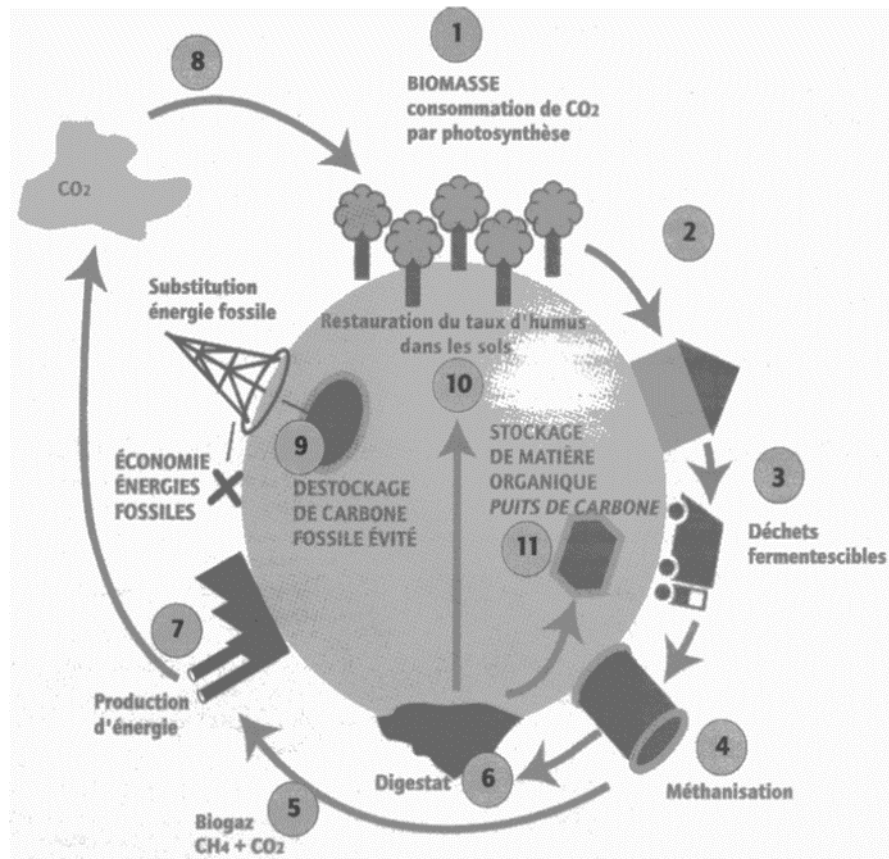 1
BIOMASSE
consommation de CO2
par photosynthèse
8
CO2
2
Substitution
énergie fossile
Restauration du taux d'humus
dans les sols
10
9
ÉCONOMIE
ÉNERGIES
FOSSILES
DESTOCKAGE
DE CARBONE
FOSSILE ÉVITÉ
STOCKAGE
DE MATIÈRE
ORGANIQUE
PUITS DE CARBONE
11
3
Déchets
fermentescibles
7
Production
d'énergie
4
Méthanisation
Digestat
6
5
Biogaz
CH4 + CO2